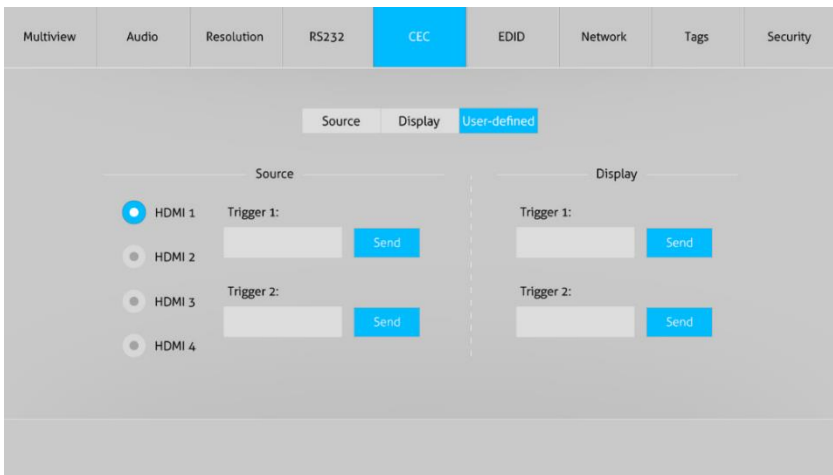 Multiview Audio Resolution RS232 CEC EDID Network Tags Security
Source Display User-defined
Source Display
HDMI 1 Trigger 1: Trigger 1:
Send Send
HDMI 2
HDMI 3 Trigger 2: Trigger 2:
Send Send
HDMI 4